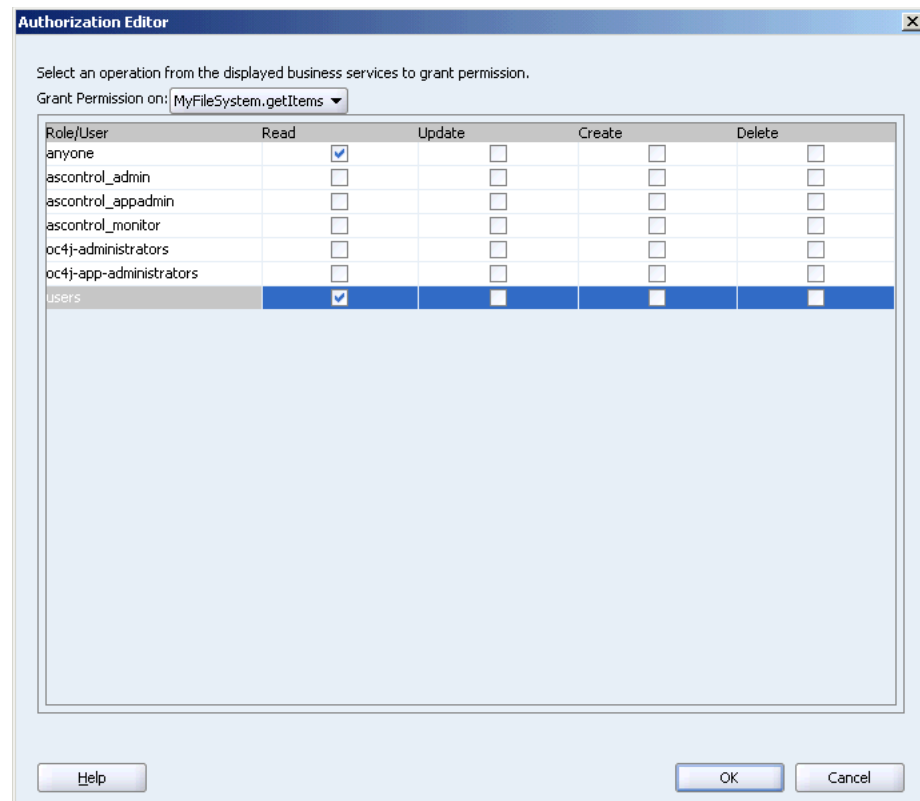 Authorization Editor
Select an operation from the displayed business services to grant permission.
Grant Permission on: MyFileSystem.getItems
Role/User Read Update Create Delete
anyone
ascontrol_admin
ascontrol_appadmin
ascontrol_monitor
oc4j-administrators
oc4j-app-administrators
users
Help OK Cancel